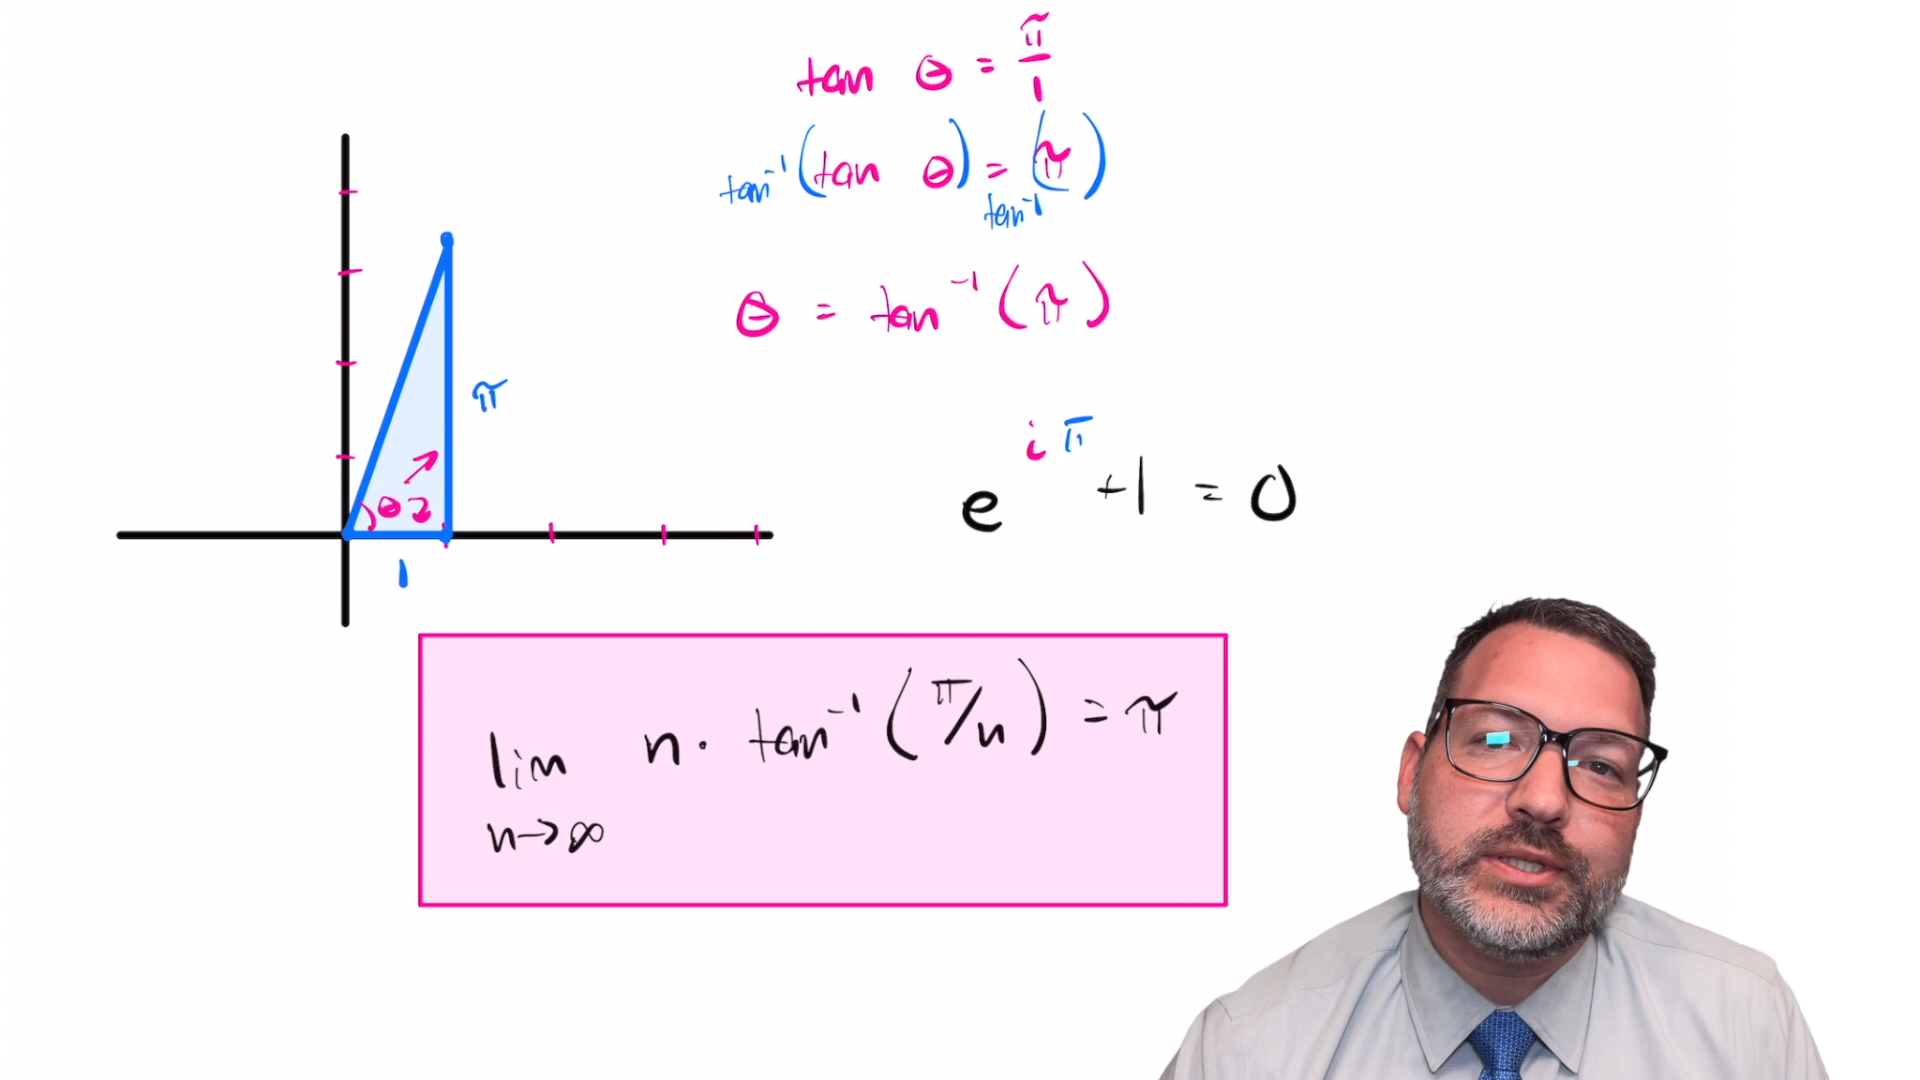 tan θ = π/1
tan⁻¹(tan θ) = tan⁻¹(π)
θ = tan⁻¹(π)
π
θ z
1
e^{iπ} + 1 = 0
lim n→∞ n · tan⁻¹(π/n) = π